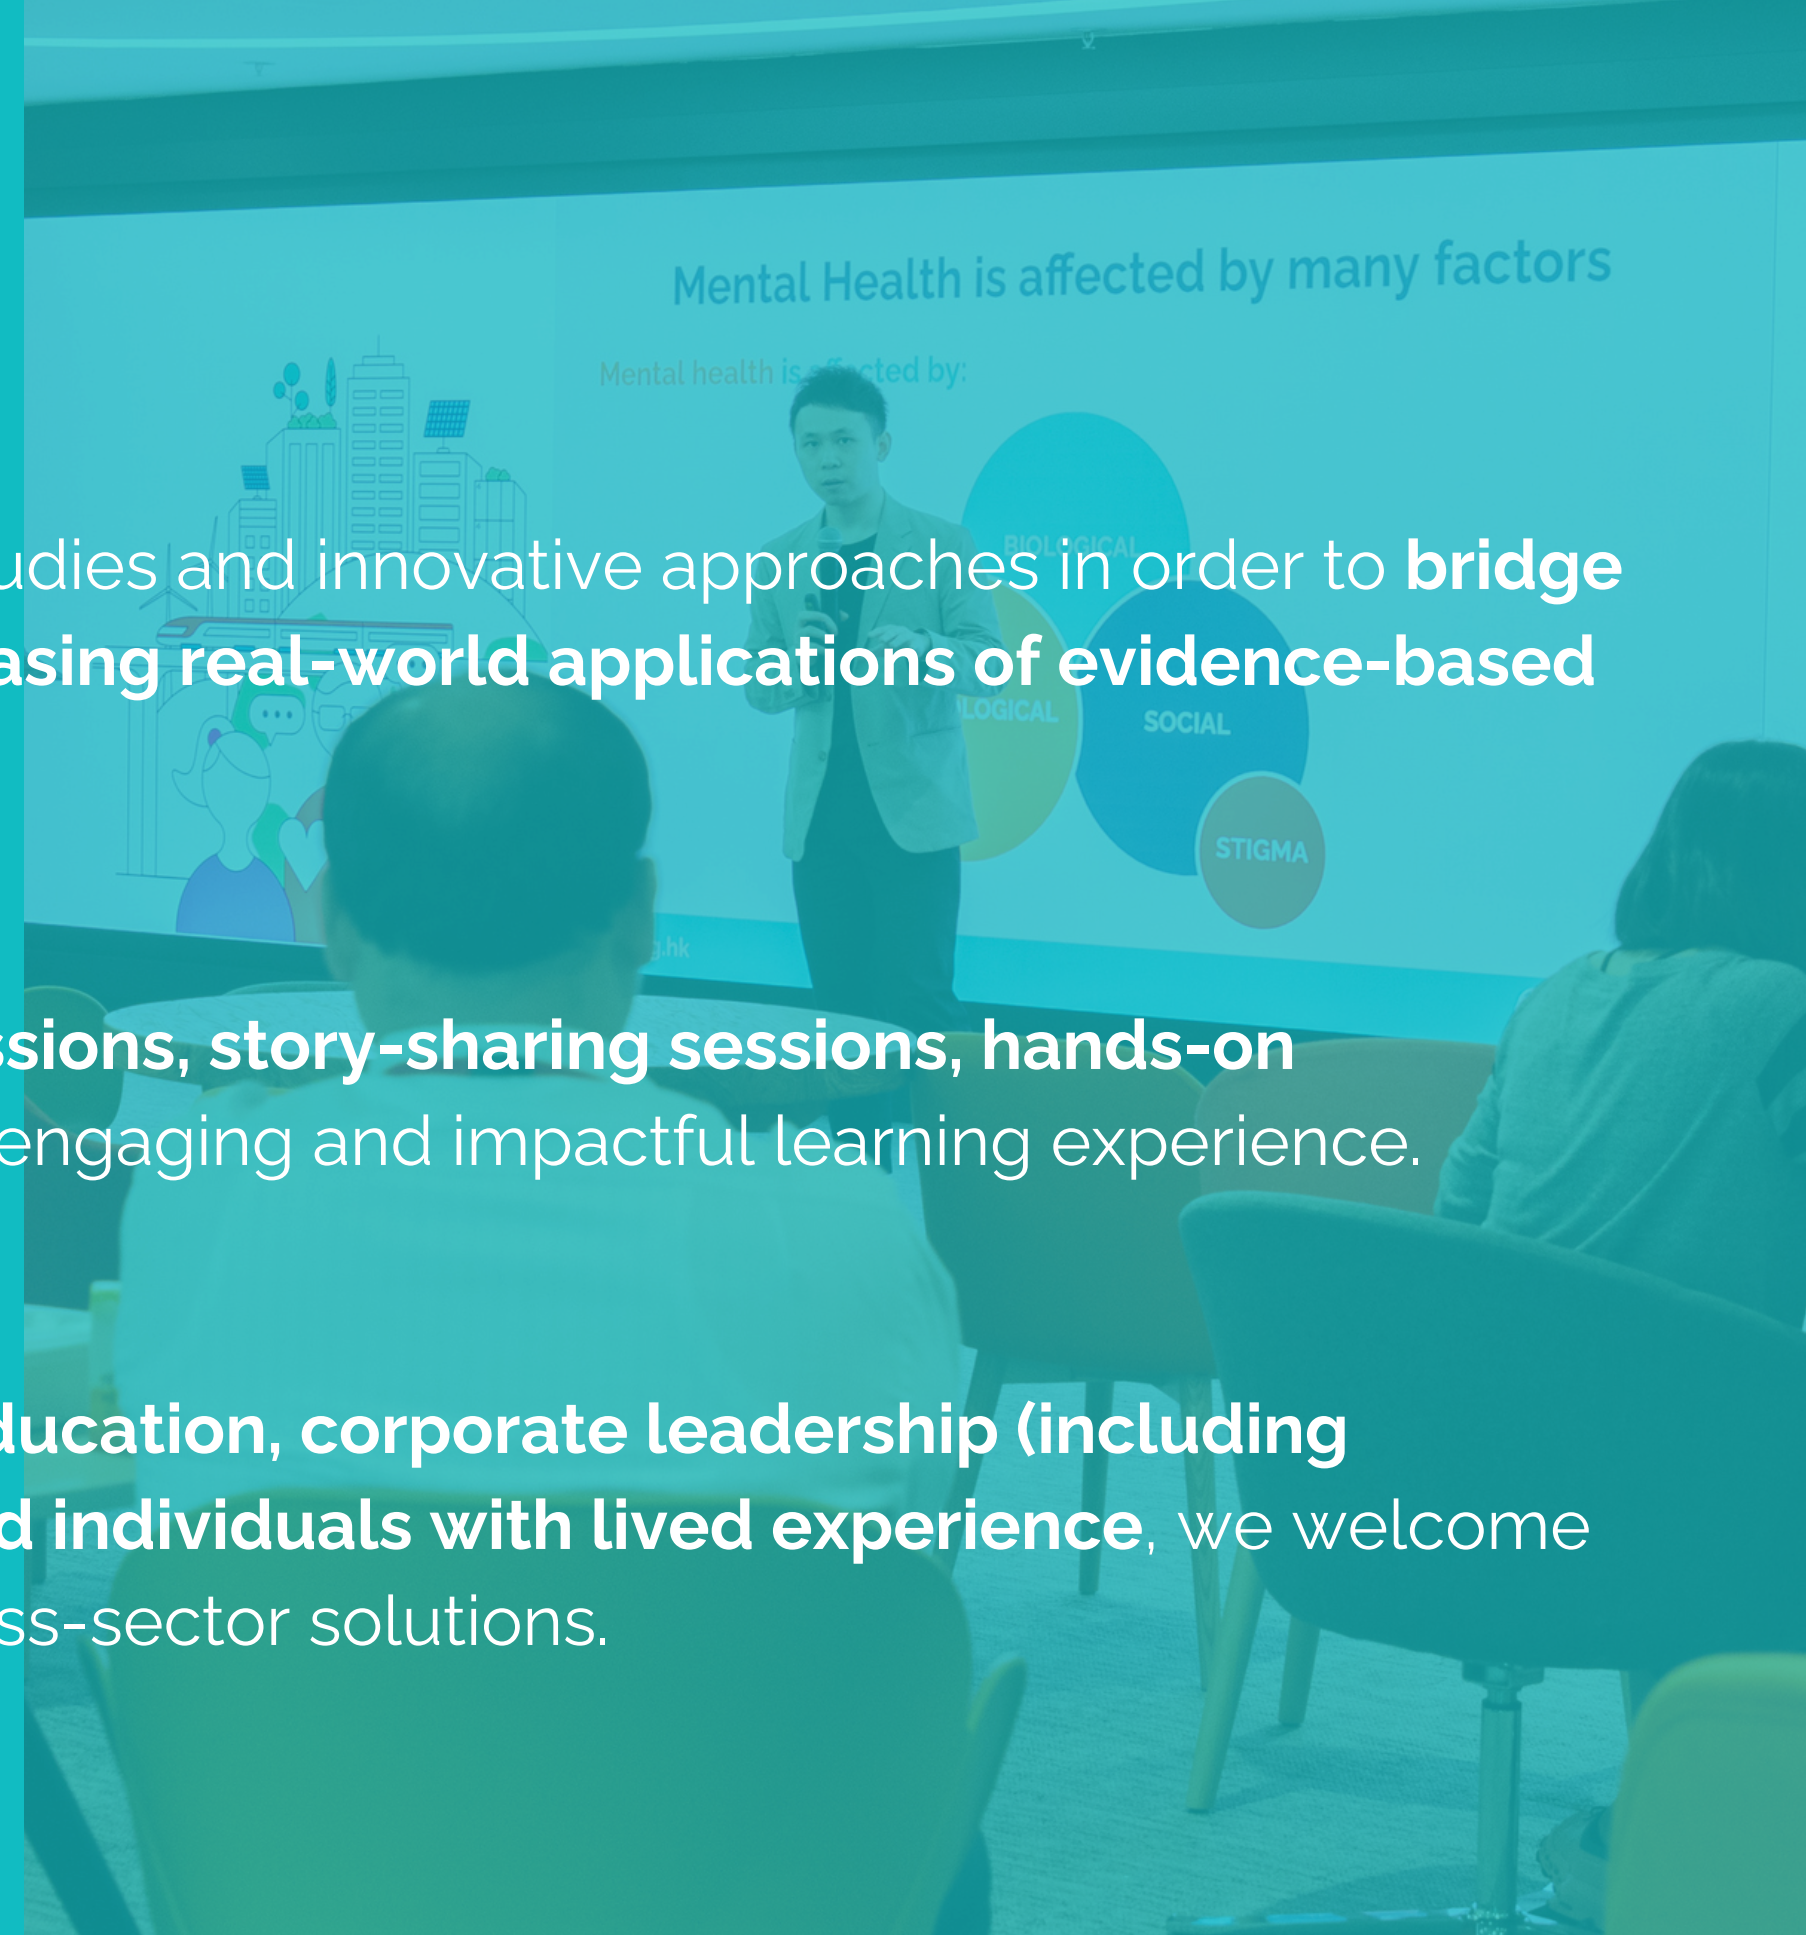 Mental Health is affected by many factors
Mental health is affected by:
BIOLOGICAL
udies and innovative approaches in order to bridge
asing real-world applications of evidence-based
LOGICAL
SOCIAL
STIGMA
g.hk
ssions, story-sharing sessions, hands-on
engaging and impactful learning experience.
ducation, corporate leadership (including
d individuals with lived experience, we welcome
ss-sector solutions.